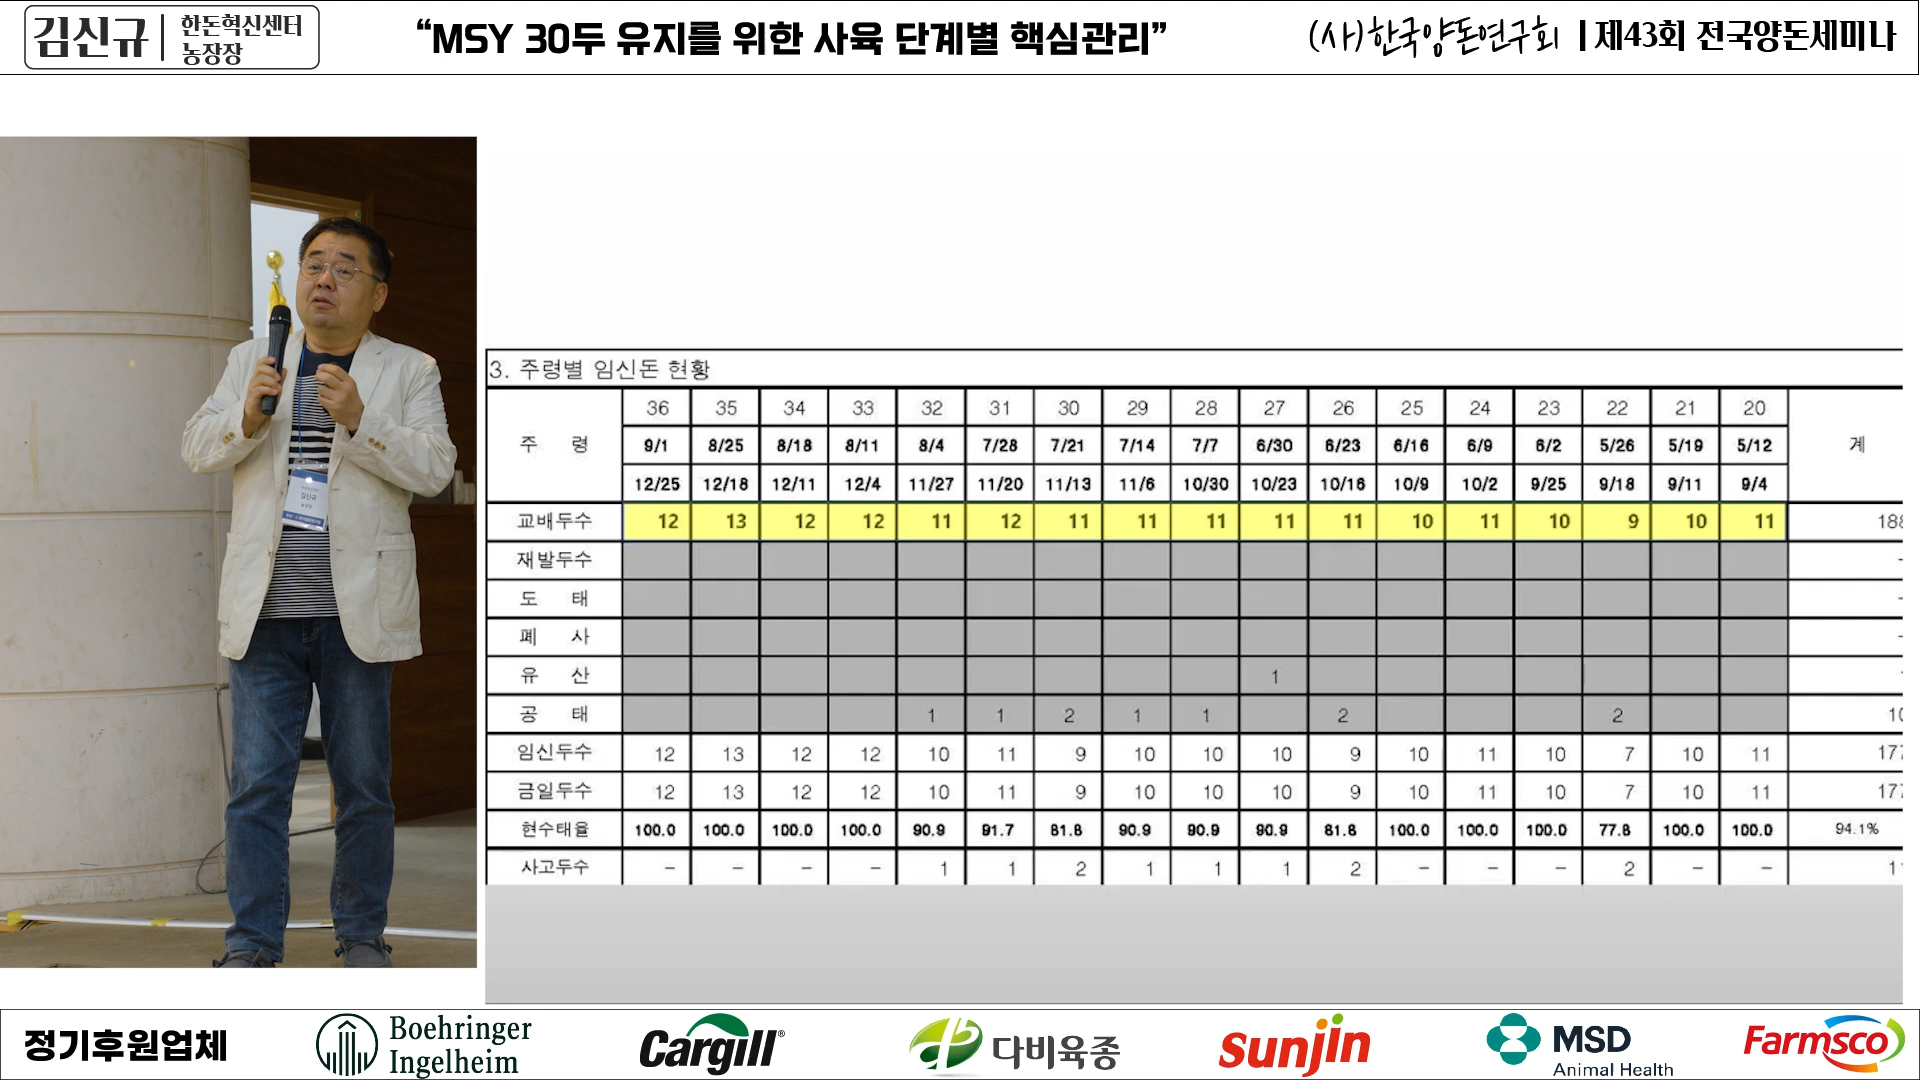 김신규 | 한돈혁신센터 농장장
“MSY 30두 유지를 위한 사육 단계별 핵심관리”
(사)한국양돈연구회 | 제43회 전국양돈세미나
김신규
3. 주령별 임신돈 현황
주 령 36 35 34 33 32 31 30 29 28 27 26 25 24 23 22 21 20 계
9/1 8/25 8/18 8/11 8/4 7/28 7/21 7/14 7/7 6/30 6/23 6/16 6/9 6/2 5/26 5/19 5/12
12/25 12/18 12/11 12/4 11/27 11/20 11/13 11/6 10/30 10/23 10/16 10/9 10/2 9/25 9/18 9/11 9/4
교배두수 12 13 12 12 11 12 11 11 11 11 11 10 11 10 9 10 11 188
재발두수 -
도 태 -
폐 사 -
유 산 1
공 태 1 1 2 1 1 2 2 10
임신두수 12 13 12 12 10 11 9 10 10 10 9 10 11 10 7 10 11 177
금일두수 12 13 12 12 10 11 9 10 10 10 9 10 11 10 7 10 11 177
현수태율 100.0 100.0 100.0 100.0 90.9 91.7 81.8 90.9 90.9 90.9 81.8 100.0 100.0 100.0 77.8 100.0 100.0 94.1%
사고두수 - - - - 1 1 2 1 1 1 2 - - - 2 - - 11
정기후원업체
Boehringer Ingelheim
Cargill®
다비육종
Sunjin
MSD Animal Health
Farmsco